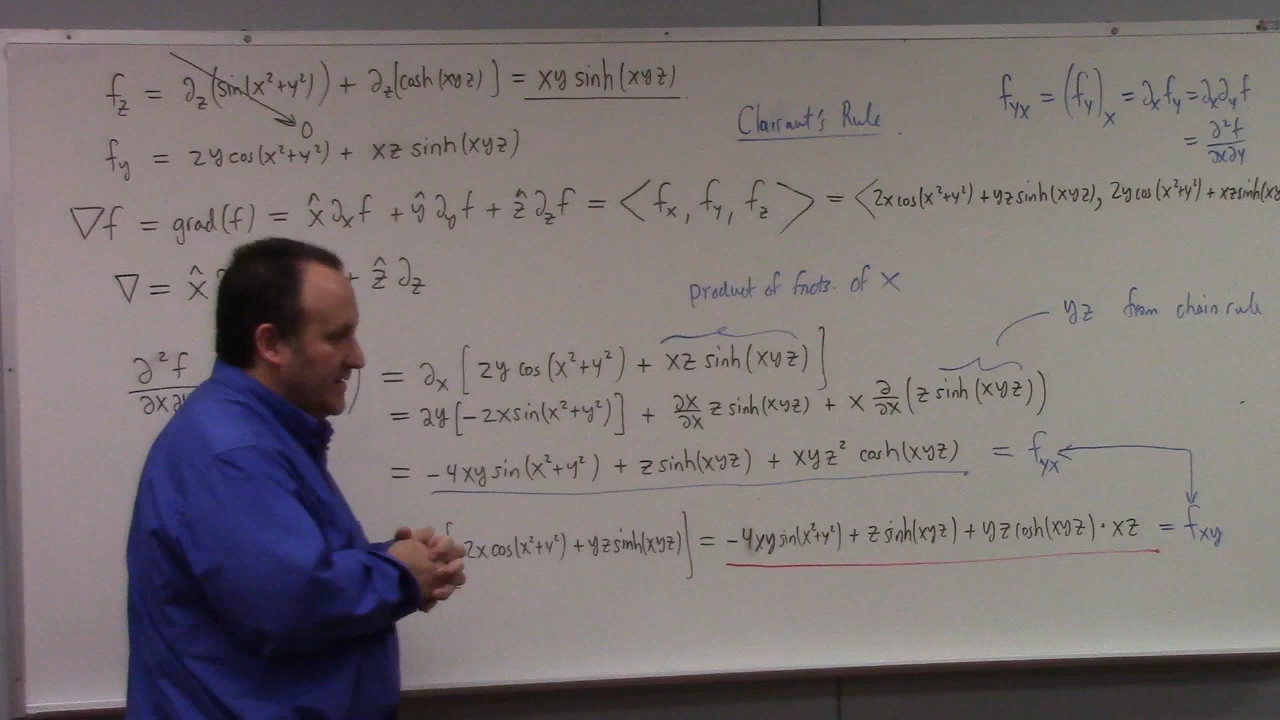 f_z = ∂_z(sin(x²+y²)) + ∂_z[cosh(xyz)] = xy sinh(xyz)
0
f_y = 2y cos(x²+y²) + xz sinh(xyz)
Clairaut's Rule
f_yx = (f_y)_x = ∂_x f_y = ∂_x ∂_y f
= ∂²f/∂x∂y
∇f = grad(f) = x̂ ∂_x f + ŷ ∂_y f + ẑ ∂_z f = ⟨f_x, f_y, f_z⟩ = ⟨2x cos(x²+y²) + yz sinh(xyz), 2y cos(x²+y²) + xz sinh(xy
∇ = x̂ + ẑ ∂_z
product of fncts. of x
yz from chain rule
∂²f ) = ∂_x [2y cos(x²+y²) + xz sinh(xyz)]
= 2y[-2x sin(x²+y²)] + ∂x/∂x z sinh(xyz) + x ∂/∂x (z sinh(xyz))
= -4xy sin(x²+y²) + z sinh(xyz) + xyz² cosh(xyz) = f_yx
2x cos(x²+y²) + yz sinh(xyz)] = -4xy sin(x²+y²) + z sinh(xyz) + yz cosh(xyz) · xz = f_xy